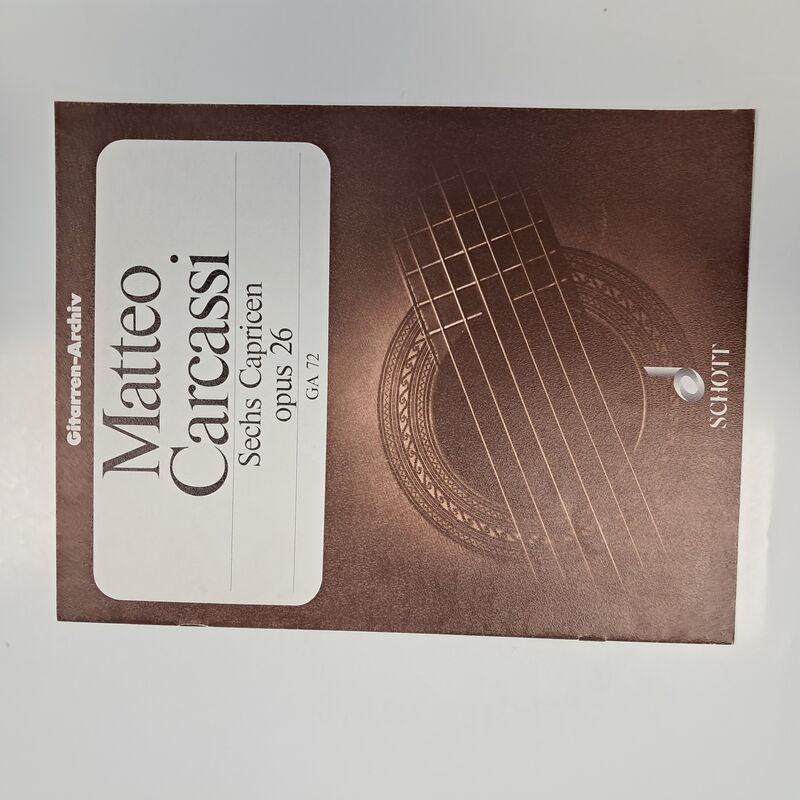 Gitarren-Archiv
Matteo
Carcassi
Sechs Capricen
opus 26
GA 72
SCHOTT